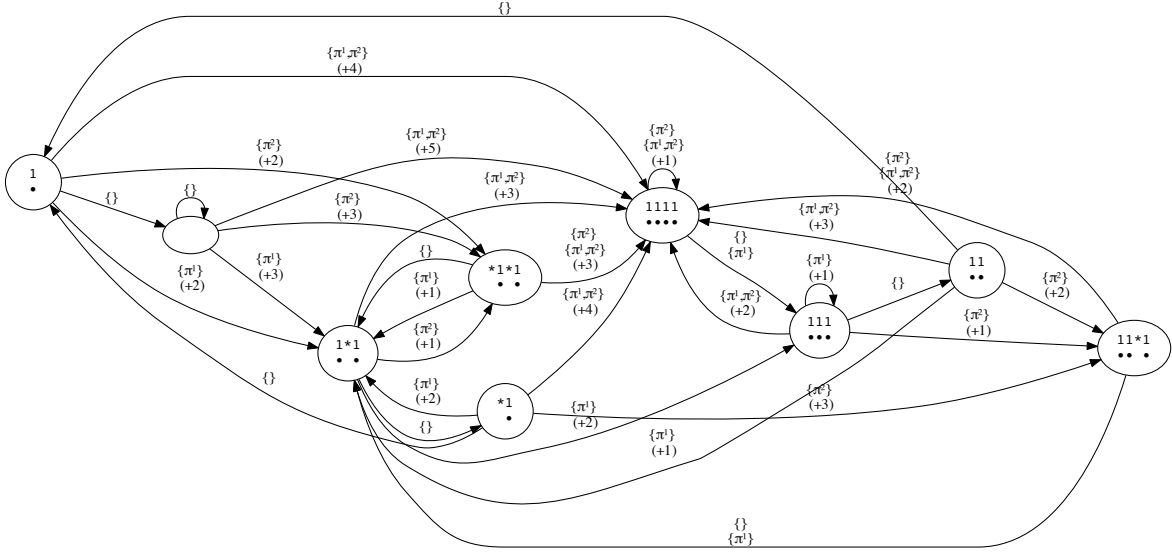 {}
{π¹,π²}
(+4)
{π²}
(+2)
{π¹,π²}
(+5)
{π²}
{π¹,π²}
(+1)
{π²}
{π¹,π²}
(+2)
1
•
{}
{}
{π²}
(+3)
{π¹,π²}
(+3)
1111
••••
{π¹,π²}
(+3)
{}
{π¹}
{π¹}
(+2)
{π¹}
(+3)
{}
*1*1
• •
{π²}
{π¹,π²}
(+3)
{π¹}
(+1)
11
••
{π¹}
(+1)
{π²}
(+2)
{}
{π¹,π²}
(+4)
{π¹,π²}
(+2)
111
•••
{π²}
(+1)
{π²}
(+1)
1*1
• •
11*1
•• •
{}
{π¹}
(+2)
*1
•
{π²}
(+3)
{π¹}
(+2)
{}
{π¹}
(+1)
{}
{π¹}